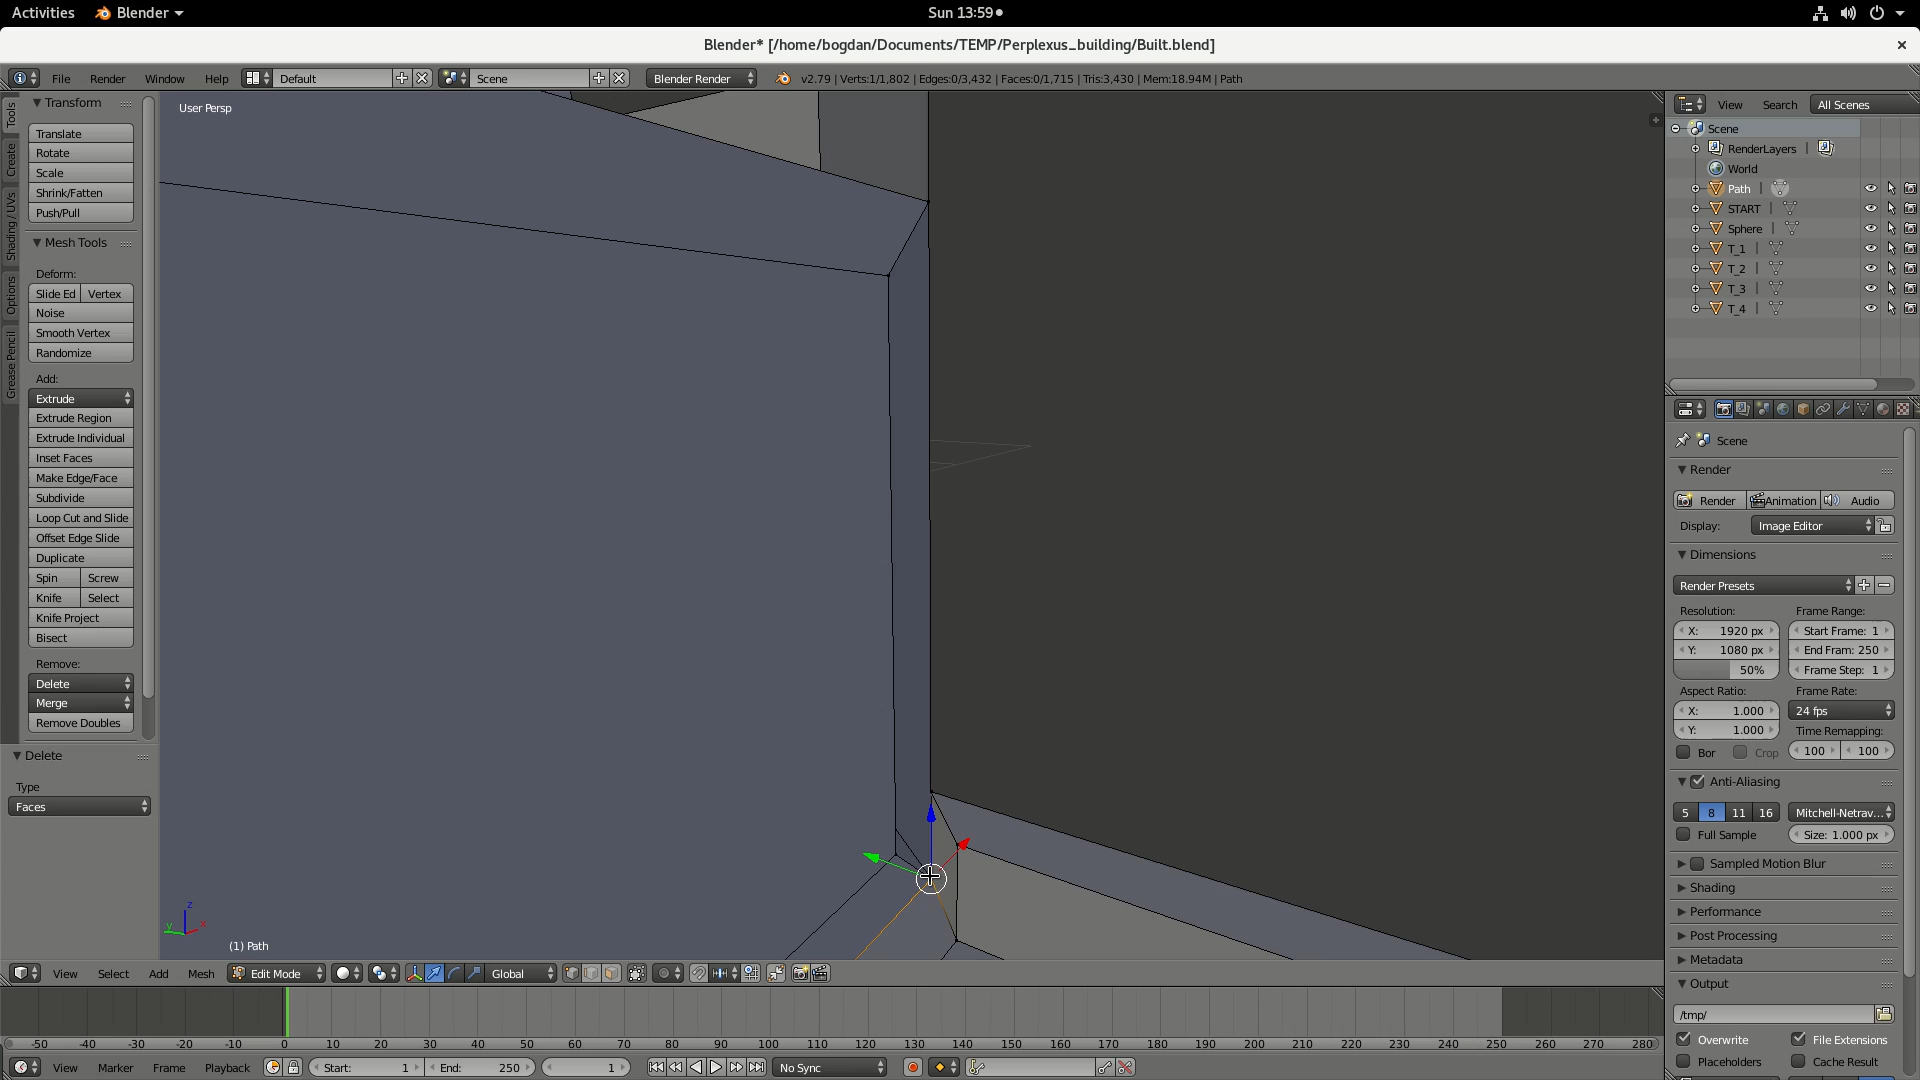 Activities
Blender
Sun 13:59
Blender* [/home/bogdan/Documents/TEMP/Perplexus_building/Built.blend]
File Render Window Help Default Scene Blender Render v2.79 | Verts:1/1,802 | Edges:0/3,432 | Faces:0/1,715 | Tris:3,430 | Mem:18.94M | Path
Tools
Create
Shading / UVs
Options
Grease Pencil
Transform
Translate
Rotate
Scale
Shrink/Fatten
Push/Pull
Mesh Tools
Deform:
Slide Ed Vertex
Noise
Smooth Vertex
Randomize
Add:
Extrude
Extrude Region
Extrude Individual
Inset Faces
Make Edge/Face
Subdivide
Loop Cut and Slide
Offset Edge Slide
Duplicate
Spin Screw
Knife Select
Knife Project
Bisect
Remove:
Delete
Merge
Remove Doubles
Delete
Type
Faces
User Persp
z
y x
(1) Path
View Select Add Mesh Edit Mode Global
View Search All Scenes
Scene
RenderLayers |
World
Path |
START |
Sphere |
T_1 |
T_2 |
T_3 |
T_4 |
Scene
Render
Render Animation Audio
Display: Image Editor
Dimensions
Render Presets
Resolution: Frame Range:
X: 1920 px Start Frame: 1
Y: 1080 px End Fram: 250
50% Frame Step: 1
Aspect Ratio: Frame Rate:
X: 1.000 24 fps
Y: 1.000 Time Remapping:
Bor Crop 100 100
Anti-Aliasing
5 8 11 16 Mitchell-Netrav...
Full Sample Size: 1.000 px
Sampled Motion Blur
Shading
Performance
Post Processing
Metadata
Output
/tmp/
Overwrite File Extensions
Placeholders Cache Result
-50 -40 -30 -20 -10 0 10 20 30 40 50 60 70 80 90 100 110 120 130 140 150 160 170 180 190 200 210 220 230 240 250 260 270 280
View Marker Frame Playback Start: 1 End: 250 1 No Sync